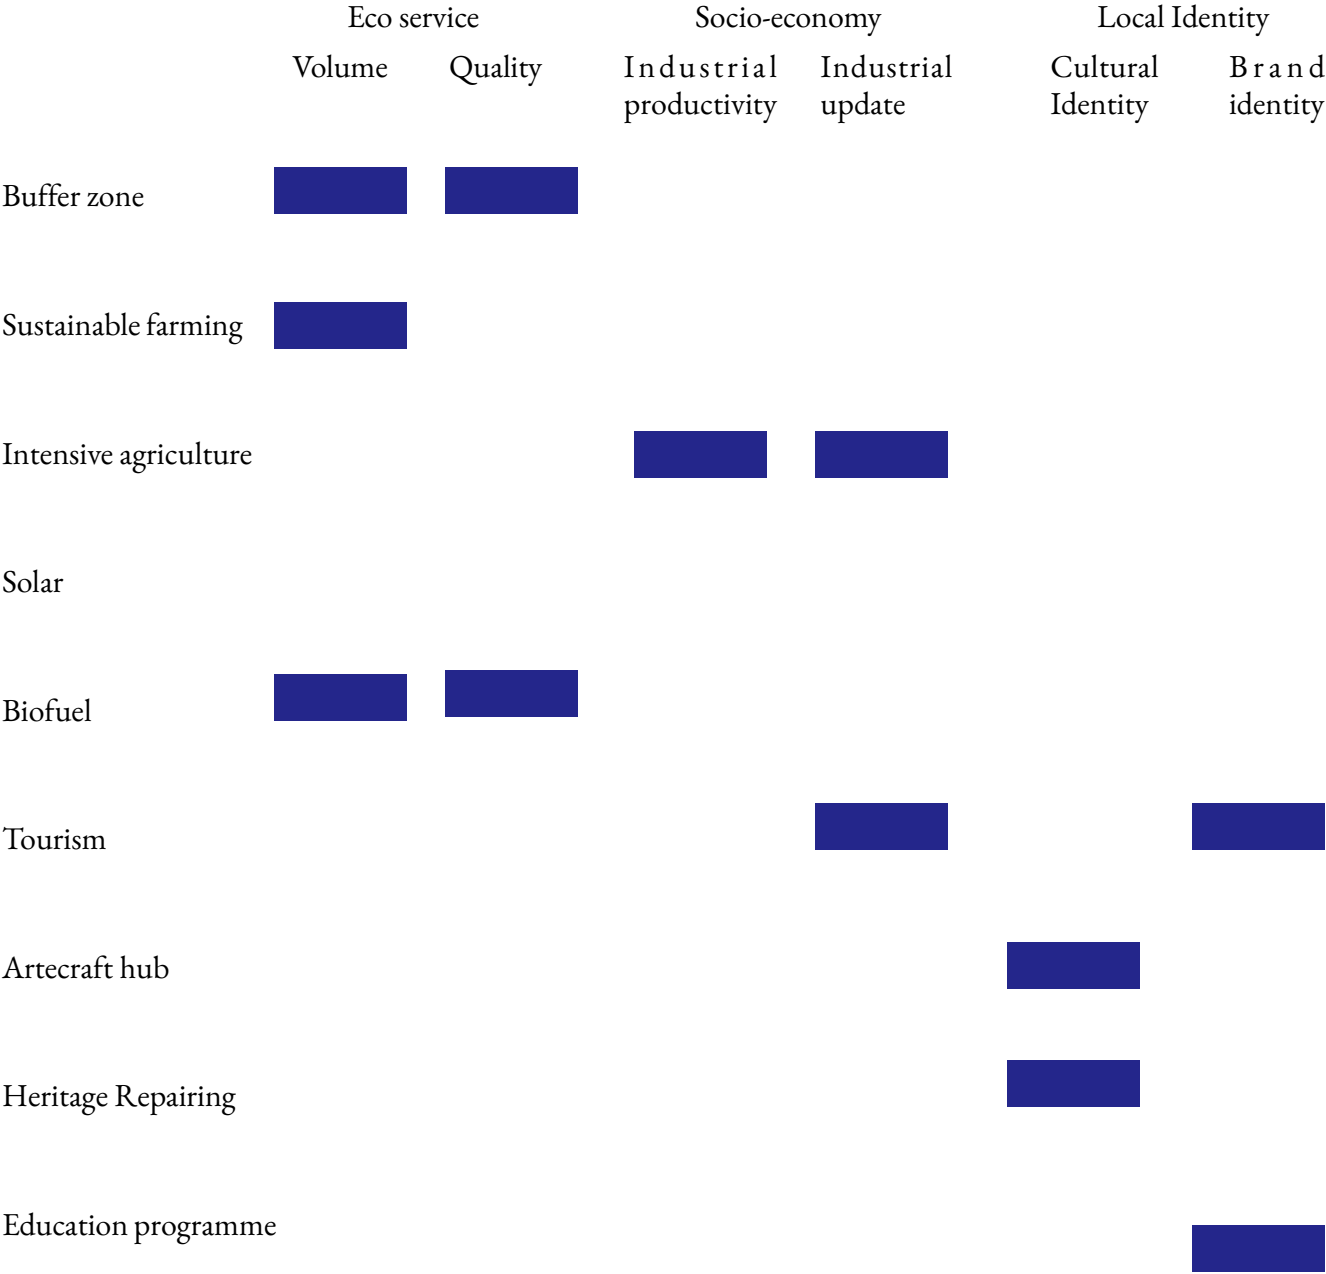 Eco service Socio-economy Local Identity
Volume Quality Industrial Industrial Cultural Brand
productivity update Identity identity
Buffer zone
Sustainable farming
Intensive agriculture
Solar
Biofuel
Tourism
Artecraft hub
Heritage Repairing
Education programme